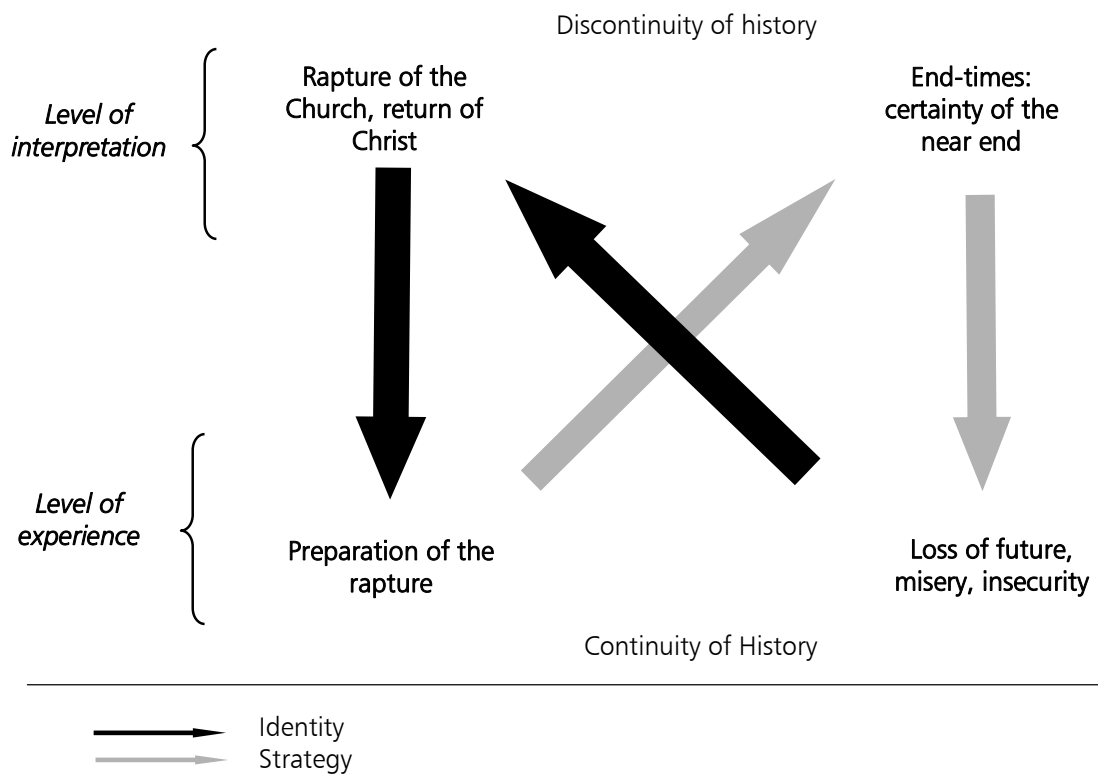 Discontinuity of history
Level of
interpretation
Rapture of the
Church, return of
Christ
End-times:
certainty of the
near end
Level of
experience
Preparation of the
rapture
Loss of future,
misery, insecurity
Continuity of History
Identity
Strategy